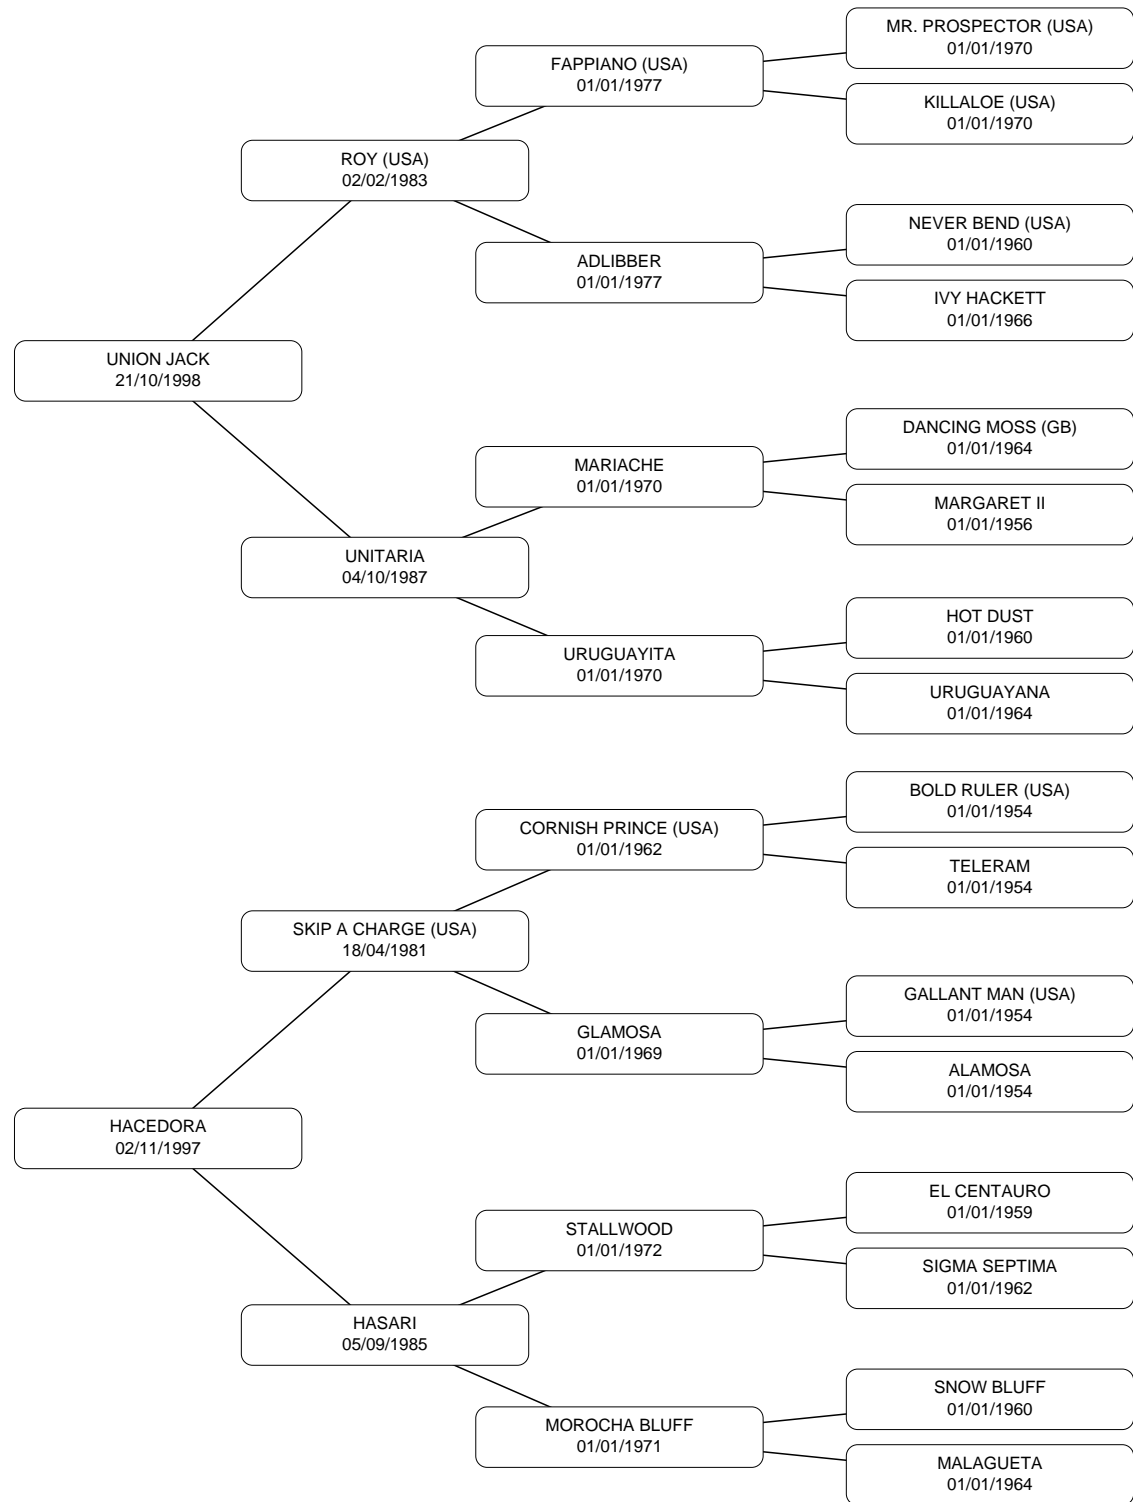 MR. PROSPECTOR (USA)
01/01/1970
FAPPIANO (USA)
01/01/1977
KILLALOE (USA)
01/01/1970
ROY (USA)
02/02/1983
NEVER BEND (USA)
01/01/1960
ADLIBBER
01/01/1977
IVY HACKETT
01/01/1966
UNION JACK
21/10/1998
DANCING MOSS (GB)
01/01/1964
MARIACHE
01/01/1970
MARGARET II
01/01/1956
UNITARIA
04/10/1987
HOT DUST
01/01/1960
URUGUAYITA
01/01/1970
URUGUAYANA
01/01/1964
BOLD RULER (USA)
01/01/1954
CORNISH PRINCE (USA)
01/01/1962
TELERAM
01/01/1954
SKIP A CHARGE (USA)
18/04/1981
GALLANT MAN (USA)
01/01/1954
GLAMOSA
01/01/1969
ALAMOSA
01/01/1954
HACEDORA
02/11/1997
EL CENTAURO
01/01/1959
STALLWOOD
01/01/1972
SIGMA SEPTIMA
01/01/1962
HASARI
05/09/1985
SNOW BLUFF
01/01/1960
MOROCHA BLUFF
01/01/1971
MALAGUETA
01/01/1964